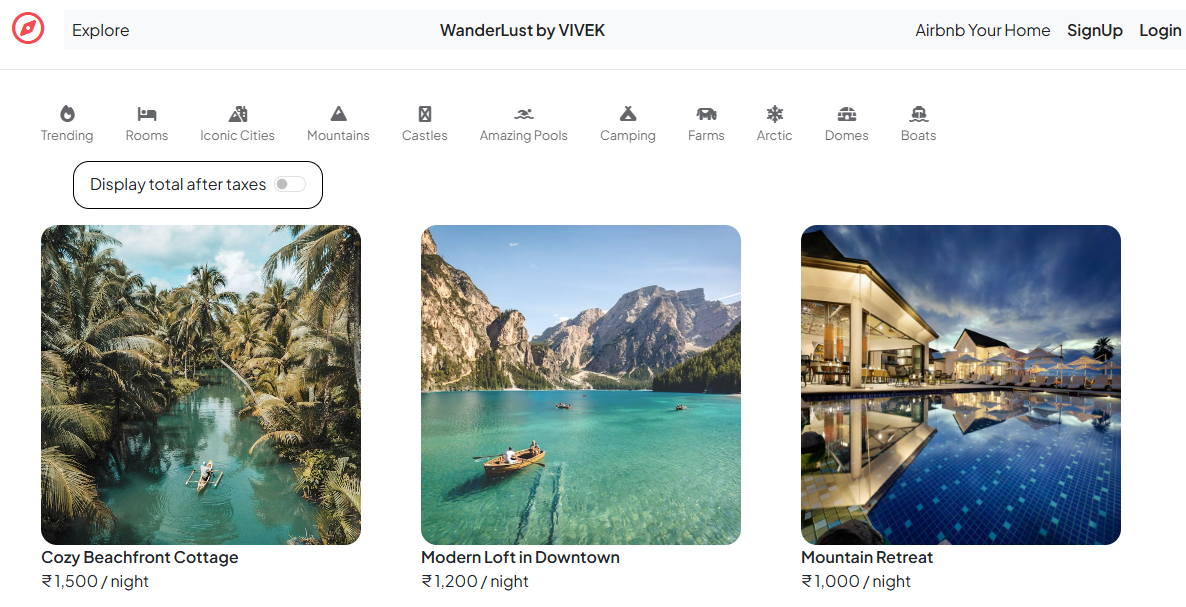 Explore WanderLust by VIVEK Airbnb Your Home SignUp Login
Trending Rooms Iconic Cities Mountains Castles Amazing Pools Camping Farms Arctic Domes Boats
Display total after taxes
Cozy Beachfront Cottage Modern Loft in Downtown Mountain Retreat
₹1,500 / night ₹1,200 / night ₹1,000 / night